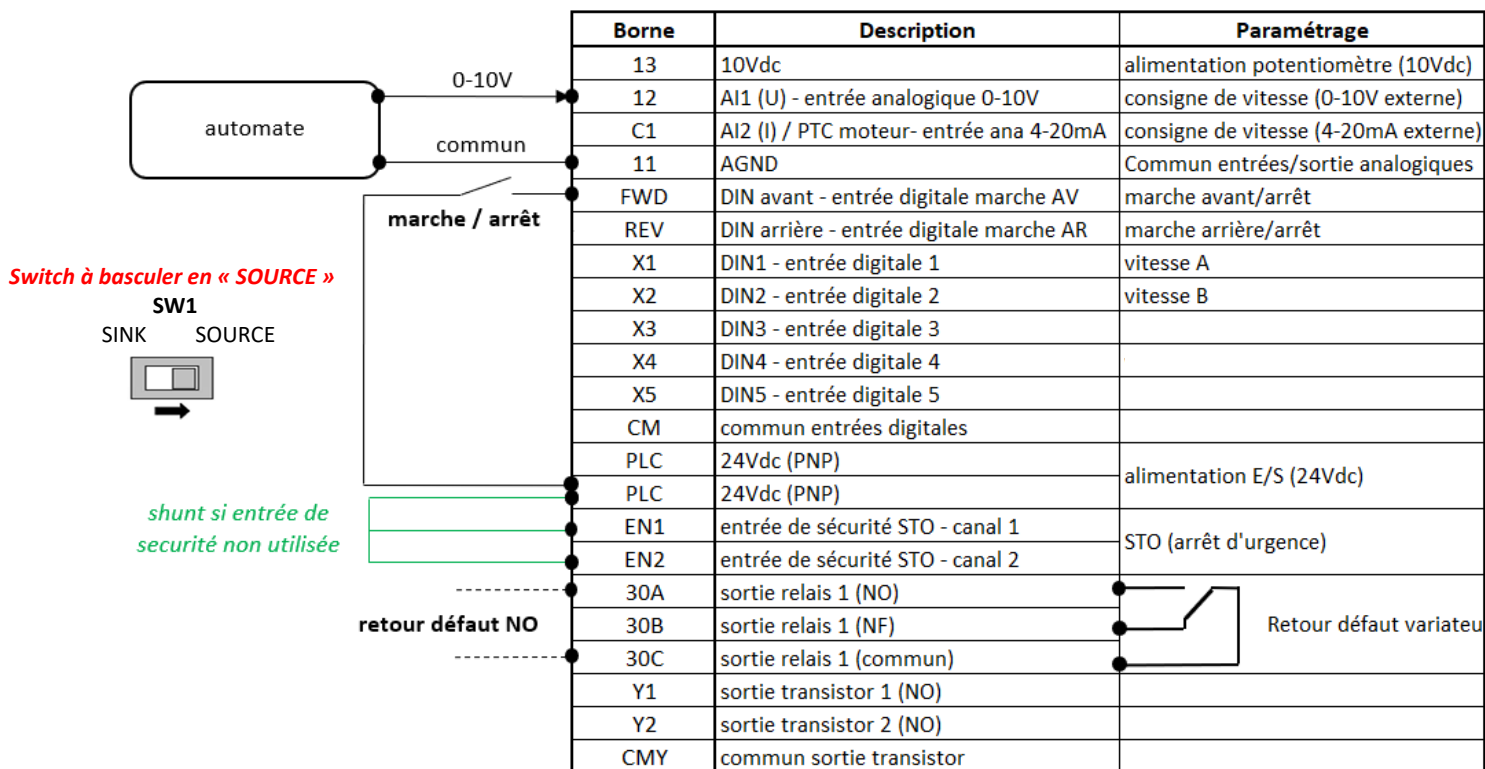 Borne Description Paramétrage
13 10Vdc alimentation potentiomètre (10Vdc)
0-10V
12 AI1 (U) - entrée analogique 0-10V consigne de vitesse (0-10V externe)
automate
C1 AI2 (I) / PTC moteur- entrée ana 4-20mA consigne de vitesse (4-20mA externe)
commun
11 AGND Commun entrées/sortie analogiques
FWD DIN avant - entrée digitale marche AV marche avant/arrêt
marche / arrêt
REV DIN arrière - entrée digitale marche AR marche arrière/arrêt
X1 DIN1 - entrée digitale 1 vitesse A
X2 DIN2 - entrée digitale 2 vitesse B
X3 DIN3 - entrée digitale 3
X4 DIN4 - entrée digitale 4
X5 DIN5 - entrée digitale 5
CM commun entrées digitales
PLC 24Vdc (PNP)
alimentation E/S (24Vdc)
PLC 24Vdc (PNP)
EN1 entrée de sécurité STO - canal 1
STO (arrêt d'urgence)
EN2 entrée de sécurité STO - canal 2
30A sortie relais 1 (NO)
30B sortie relais 1 (NF) Retour défaut variateu
30C sortie relais 1 (commun)
Y1 sortie transistor 1 (NO)
Y2 sortie transistor 2 (NO)
CMY commun sortie transistor
Switch à basculer en « SOURCE »
SW1
SINK SOURCE
shunt si entrée de
securité non utilisée
retour défaut NO